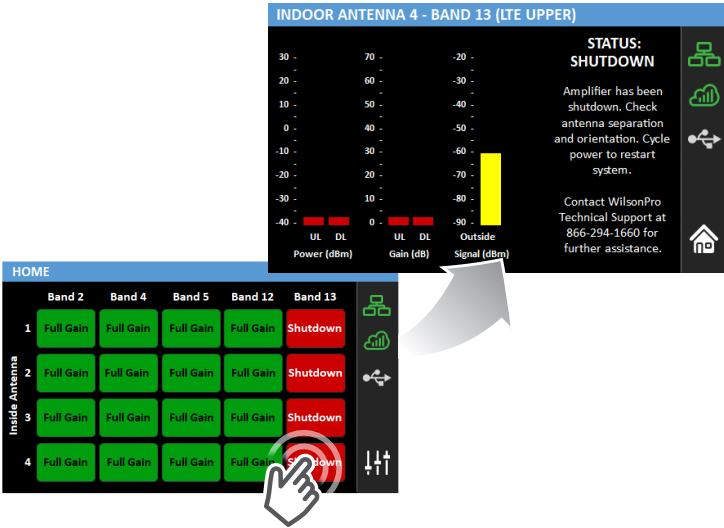 INDOOR ANTENNA 4 - BAND 13 (LTE UPPER)
STATUS:
SHUTDOWN
Amplifier has been
shutdown. Check
antenna separation
and orientation. Cycle
power to restart
system.
Contact WilsonPro
Technical Support at
866-294-1660 for
further assistance.
30 - 70 - -20 -
20 - 60 - -30 -
10 - 50 - -40 -
0 - 40 - -50 -
-10 - 30 - -60 -
-20 - 20 - -70 -
-30 - 10 - -80 -
-40 - 0 - -90 -
UL DL UL DL Outside
Power (dBm) Gain (dB) Signal (dBm)
HOME
Band 2 Band 4 Band 5 Band 12 Band 13
Inside Antenna
1 Full Gain Full Gain Full Gain Full Gain Shutdown
2 Full Gain Full Gain Full Gain Full Gain Shutdown
3 Full Gain Full Gain Full Gain Full Gain Shutdown
4 Full Gain Full Gain Full Gain Full Gain Shutdown